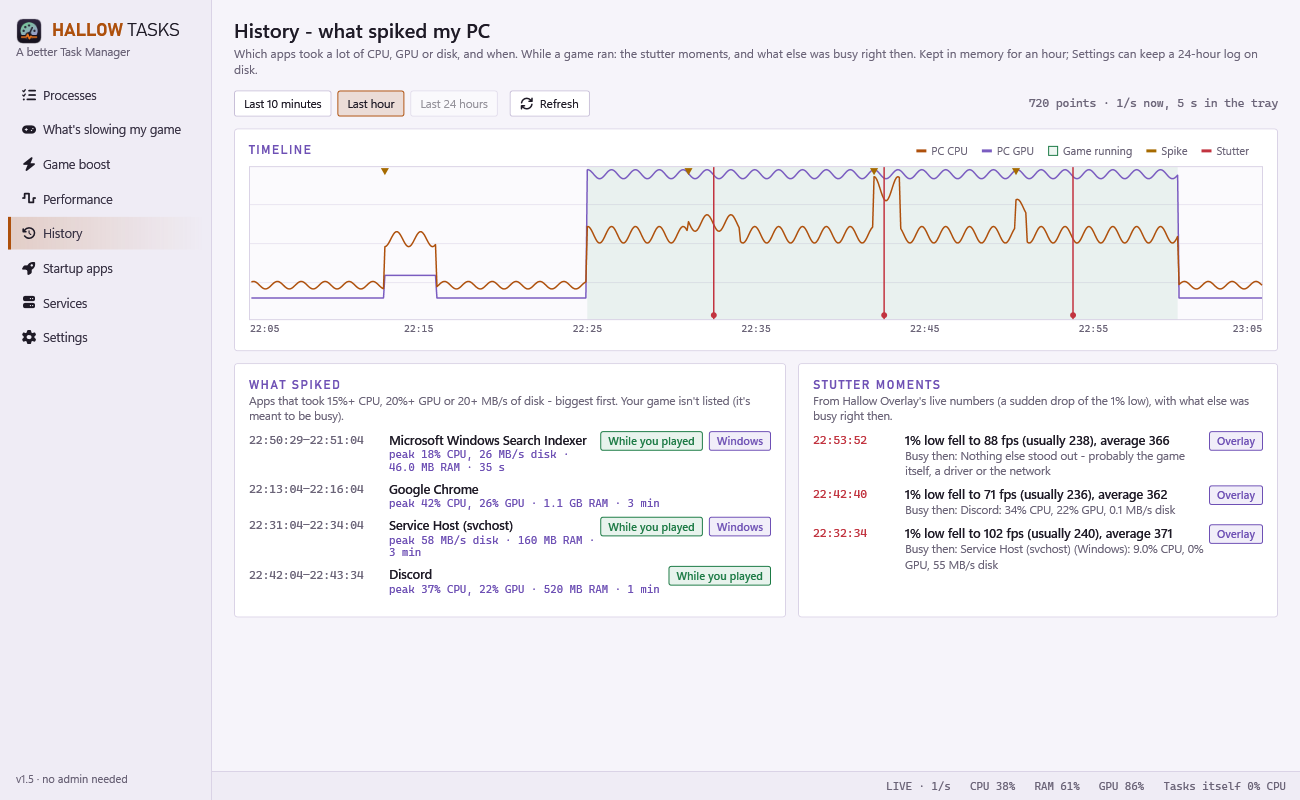 HALLOW TASKS
A better Task Manager
Processes
What's slowing my game
Game boost
Performance
History
Startup apps
Services
Settings
v1.5 · no admin needed
History - what spiked my PC
Which apps took a lot of CPU, GPU or disk, and when. While a game ran: the stutter moments, and what else was busy right then. Kept in memory for an hour; Settings can keep a 24-hour log on
disk.
Last 10 minutes Last hour Last 24 hours Refresh
720 points · 1/s now, 5 s in the tray
TIMELINE
PC CPU PC GPU Game running Spike Stutter
22:05 22:15 22:25 22:35 22:45 22:55 23:05
WHAT SPIKED
Apps that took 15%+ CPU, 20%+ GPU or 20+ MB/s of disk - biggest first. Your game isn't listed (it's
meant to be busy).
22:50:29–22:51:04 Microsoft Windows Search Indexer While you played Windows
peak 18% CPU, 26 MB/s disk ·
46.0 MB RAM · 35 s
22:13:04–22:16:04 Google Chrome
peak 42% CPU, 26% GPU · 1.1 GB RAM · 3 min
22:31:04–22:34:04 Service Host (svchost) While you played Windows
peak 58 MB/s disk · 160 MB RAM ·
3 min
22:42:04–22:43:34 Discord While you played
peak 37% CPU, 22% GPU · 520 MB RAM · 1 min
STUTTER MOMENTS
From Hallow Overlay's live numbers (a sudden drop of the 1% low), with what else was
busy right then.
22:53:52 1% low fell to 88 fps (usually 238), average 366 Overlay
Busy then: Nothing else stood out - probably the game
itself, a driver or the network
22:42:40 1% low fell to 71 fps (usually 236), average 362 Overlay
Busy then: Discord: 34% CPU, 22% GPU, 0.1 MB/s disk
22:32:34 1% low fell to 102 fps (usually 240), average 371 Overlay
Busy then: Service Host (svchost) (Windows): 9.0% CPU, 0%
GPU, 55 MB/s disk
LIVE · 1/s CPU 38% RAM 61% GPU 86% Tasks itself 0% CPU